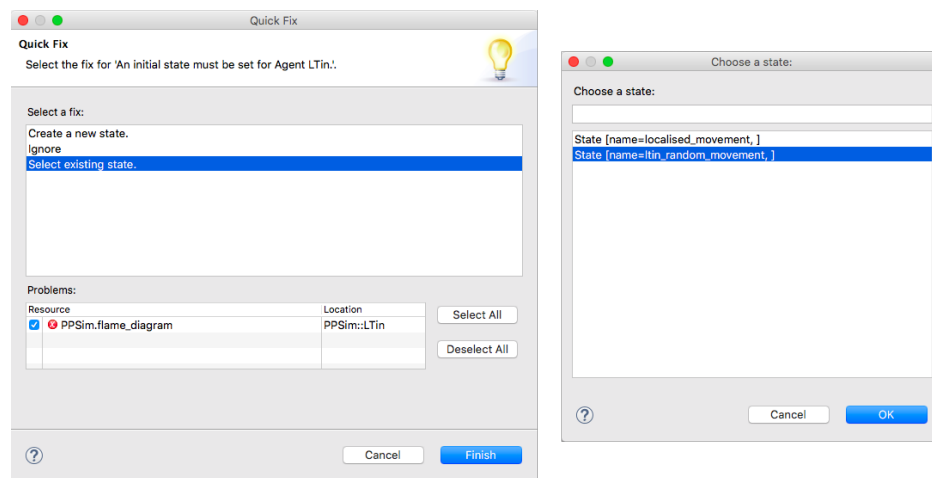 Quick Fix
Quick Fix
Select the fix for 'An initial state must be set for Agent LTin.'.
Select a fix:
Create a new state.
Ignore
Select existing state.
Problems:
Resource Location
PPSim.flame_diagram PPSim::LTin
Select All
Deselect All
? Cancel Finish
Choose a state:
Choose a state:
State [name=localised_movement, ]
State [name=ltin_random_movement, ]
? Cancel OK